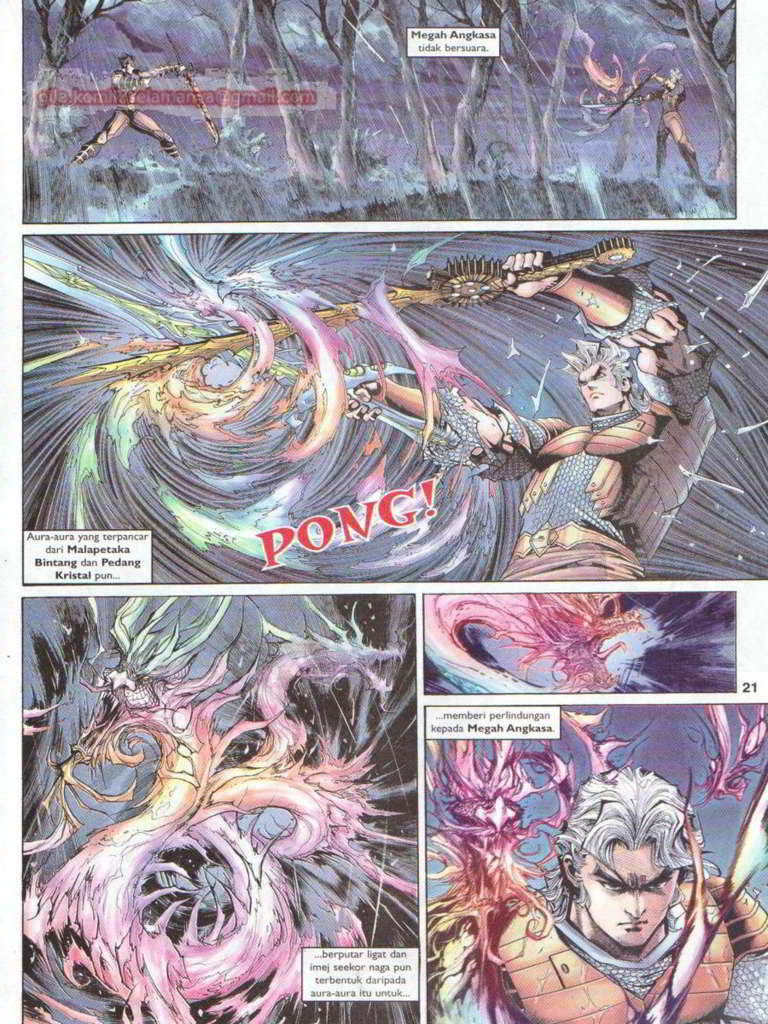 Megah Angkasa
tidak bersuara.
PONG!
Aura-aura yang terpancar
dari Malapetaka
Bintang dan Pedang
Kristal pun...
21
...berputar ligat dan
imej seekor naga pun
terbentuk daripada
aura-aura itu untuk...
...memberi perlindungan
kepada Megah Angkasa.